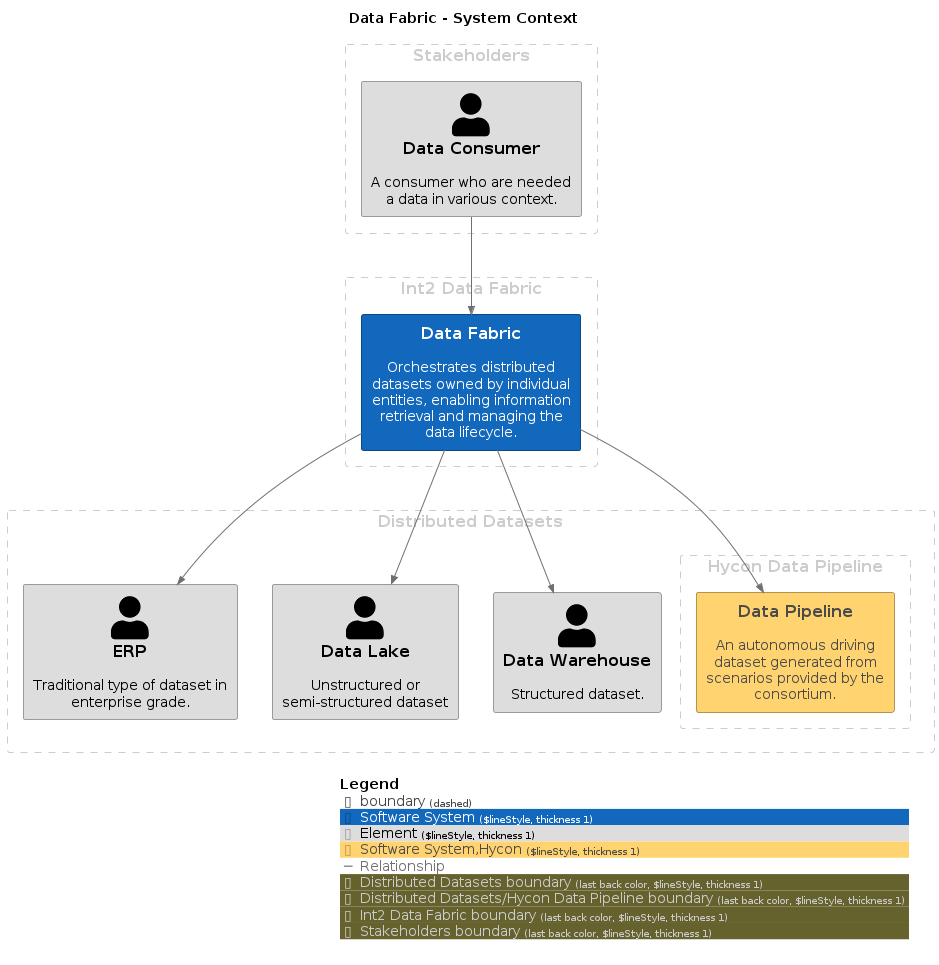 Data Fabric - System Context
Stakeholders
Data Consumer
A consumer who are needed
a data in various context.
Int2 Data Fabric
Data Fabric
Orchestrates distributed
datasets owned by individual
entities, enabling information
retrieval and managing the
data lifecycle.
Distributed Datasets
ERP
Traditional type of dataset in
enterprise grade.
Data Lake
Unstructured or
semi-structured dataset
Data Warehouse
Structured dataset.
Hycon Data Pipeline
Data Pipeline
An autonomous driving
dataset generated from
scenarios provided by the
consortium.
Legend
boundary (dashed)
Software System ($lineStyle, thickness 1)
Element ($lineStyle, thickness 1)
Software System,Hycon ($lineStyle, thickness 1)
Relationship
Distributed Datasets boundary (last back color, $lineStyle, thickness 1)
Distributed Datasets/Hycon Data Pipeline boundary (last back color, $lineStyle, thickness 1)
Int2 Data Fabric boundary (last back color, $lineStyle, thickness 1)
Stakeholders boundary (last back color, $lineStyle, thickness 1)